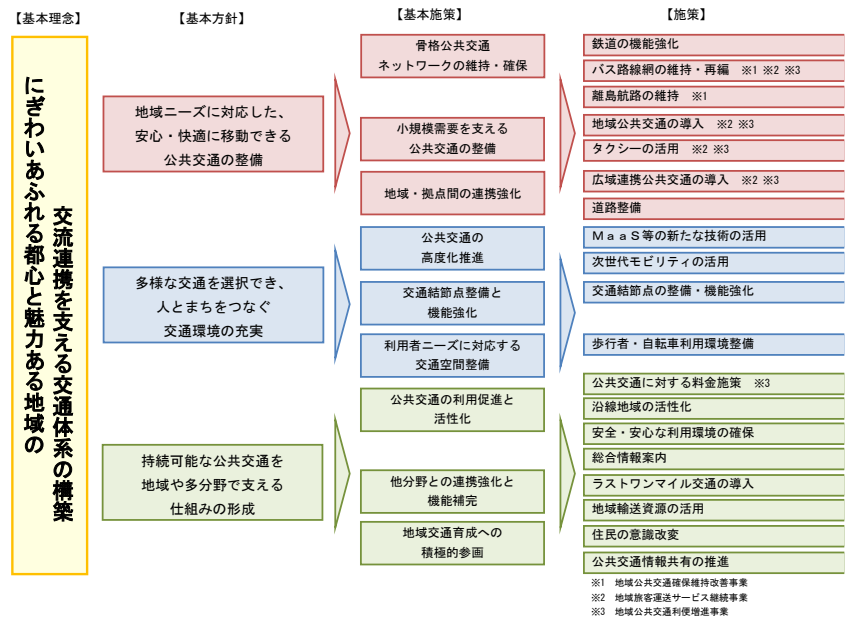 【基本理念】
【基本方針】
【基本施策】
【施策】
にぎわいあふれる都心と魅力ある地域の
交流連携を支える交通体系の構築
地域ニーズに対応した、
安心・快適に移動できる
公共交通の整備
骨格公共交通
ネットワークの維持・確保
小規模需要を支える
公共交通の整備
地域・拠点間の連携強化
鉄道の機能強化
バス路線網の維持・再編　※1 ※2 ※3
離島航路の維持　※1
地域公共交通の導入　※2 ※3
タクシーの活用　※2 ※3
広域連携公共交通の導入　※2 ※3
道路整備
多様な交通を選択でき、
人とまちをつなぐ
交通環境の充実
公共交通の
高度化推進
交通結節点整備と
機能強化
利用者ニーズに対応する
交通空間整備
ＭａａＳ等の新たな技術の活用
次世代モビリティの活用
交通結節点の整備・機能強化
歩行者・自転車利用環境整備
持続可能な公共交通を
地域や多分野で支える
仕組みの形成
公共交通の利用促進と
活性化
他分野との連携強化と
機能補完
地域交通育成への
積極的参画
公共交通に対する料金施策　※3
沿線地域の活性化
安全・安心な利用環境の確保
総合情報案内
ラストワンマイル交通の導入
地域輸送資源の活用
住民の意識改変
公共交通情報共有の推進
※1　地域公共交通確保維持改善事業
※2　地域旅客運送サービス継続事業
※3　地域公共交通利便増進事業